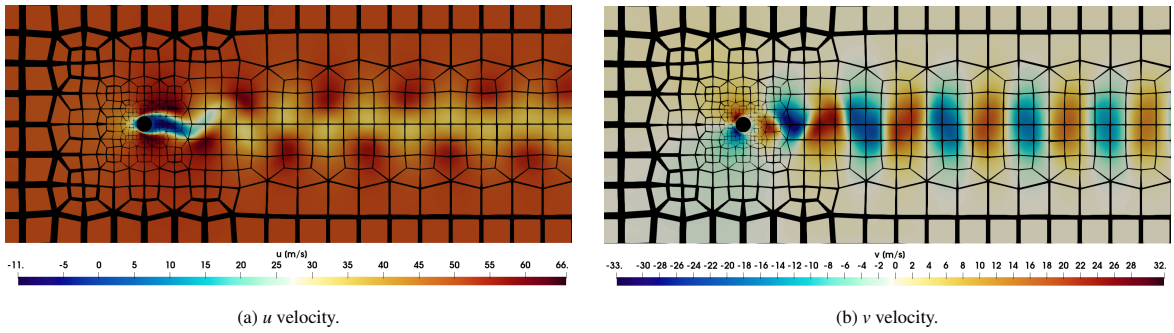 u (m/s)
-11. -5 0 5 10 15 20 25 30 35 40 45 50 55 60 66.
(a) u velocity.
v (m/s)
-33. -30 -28 -26 -24 -22 -20 -18 -16 -14 -12 -10 -8 -6 -4 -2 0 2 4 6 8 10 12 14 16 18 20 22 24 26 28 32.
(b) v velocity.